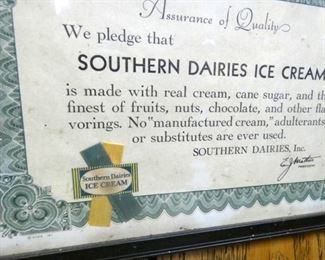 Assurance of Quality
We pledge that
SOUTHERN DAIRIES ICE CREAM
is made with real cream, cane sugar, and the
finest of fruits, nuts, chocolate, and other fla
vorings. No "manufactured cream," adulterants
or substitutes are ever used.
SOUTHERN DAIRIES, Inc.
PRESIDENT
Southern Dairies
ICE CREAM